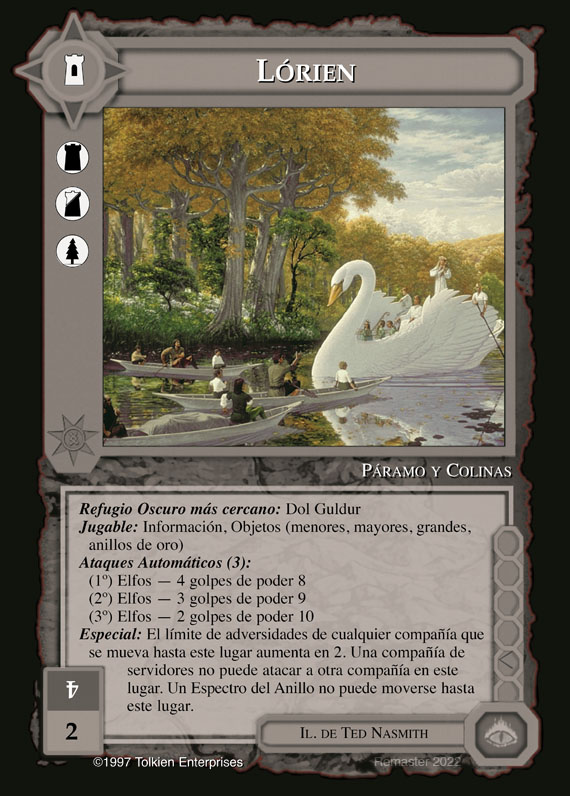 Lórien
Páramo y Colinas
Refugio Oscuro más cercano: Dol Guldur
Jugable: Información, Objetos (menores, mayores, grandes,
anillos de oro)
Ataques Automáticos (3):
(1º) Elfos — 4 golpes de poder 8
(2º) Elfos — 3 golpes de poder 9
(3º) Elfos — 2 golpes de poder 10
Especial: El límite de adversidades de cualquier compañía que
se mueva hasta este lugar aumenta en 2. Una compañía de
servidores no puede atacar a otra compañía en este
lugar. Un Espectro del Anillo no puede moverse hasta
este lugar.
2
Il. de Ted Nasmith
©1997 Tolkien Enterprises
Remaster 2022